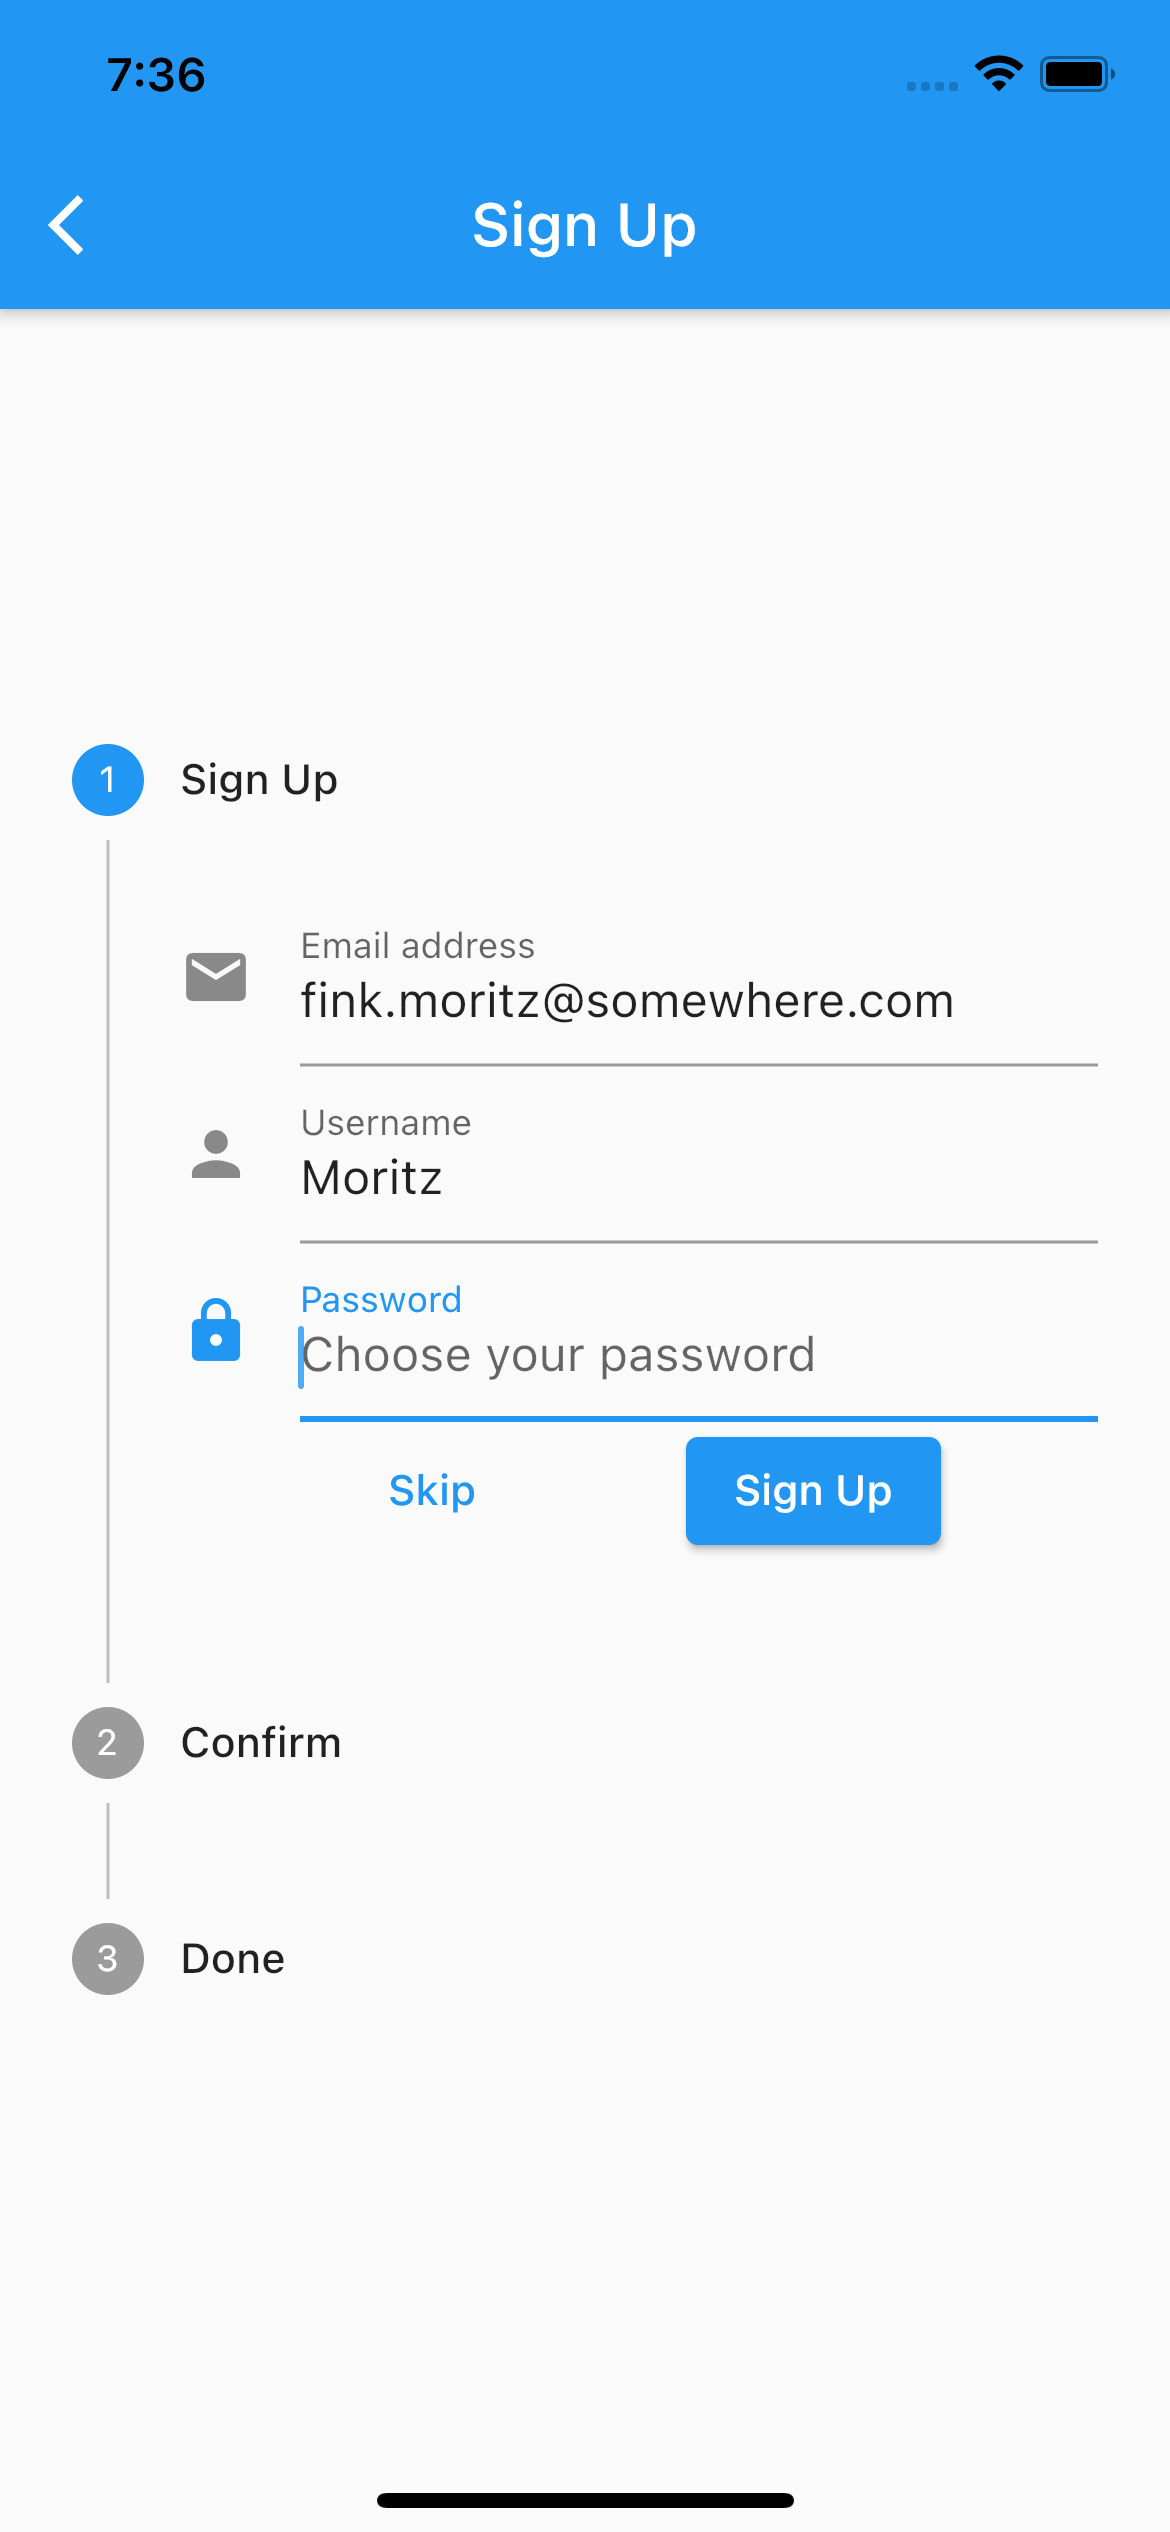 7:36
Sign Up
1 Sign Up
Email address
fink.moritz@somewhere.com
Username
Moritz
Password
Choose your password
Skip Sign Up
2 Confirm
3 Done